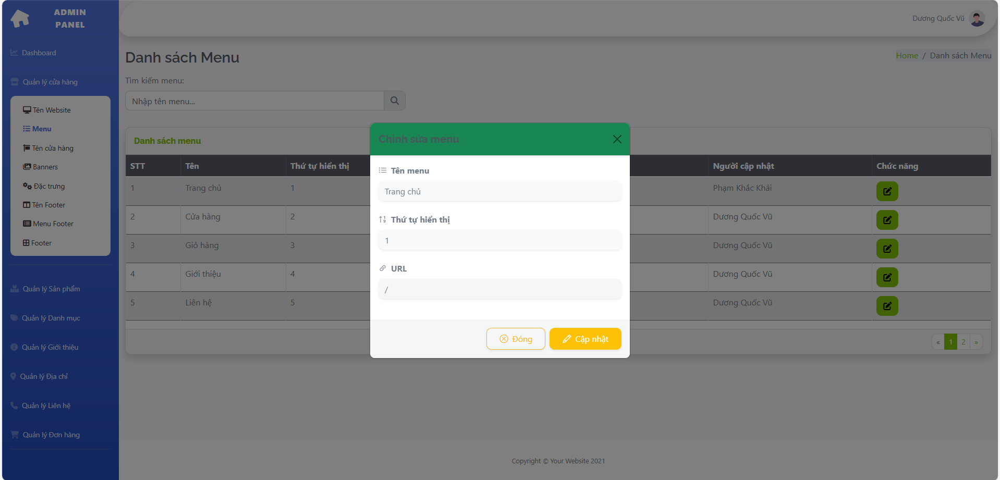 ADMIN
PANEL
Dương Quốc Vũ
Dashboard
Quản lý cửa hàng
Tên Website
Menu
Tên cửa hàng
Banners
Đặc trưng
Tên Footer
Menu Footer
Footer
Quản lý Sản phẩm
Quản lý Danh mục
Quản lý Giới thiệu
Quản lý Địa chỉ
Quản lý Liên hệ
Quản lý Đơn hàng
Danh sách Menu
Home / Danh sách Menu
Tìm kiếm menu:
Nhập tên menu...
Danh sách menu
STT Tên Thứ tự hiển thị Người cập nhật Chức năng
1 Trang chủ 1 Phạm Khắc Khải
2 Cửa hàng 2 Dương Quốc Vũ
3 Giỏ hàng 3 Dương Quốc Vũ
4 Giới thiệu 4 Dương Quốc Vũ
5 Liên hệ 5 Dương Quốc Vũ
« 1 2 »
Chỉnh sửa menu
Tên menu
Trang chủ
Thứ tự hiển thị
1
URL
/
Đóng Cập nhật
Copyright © Your Website 2021